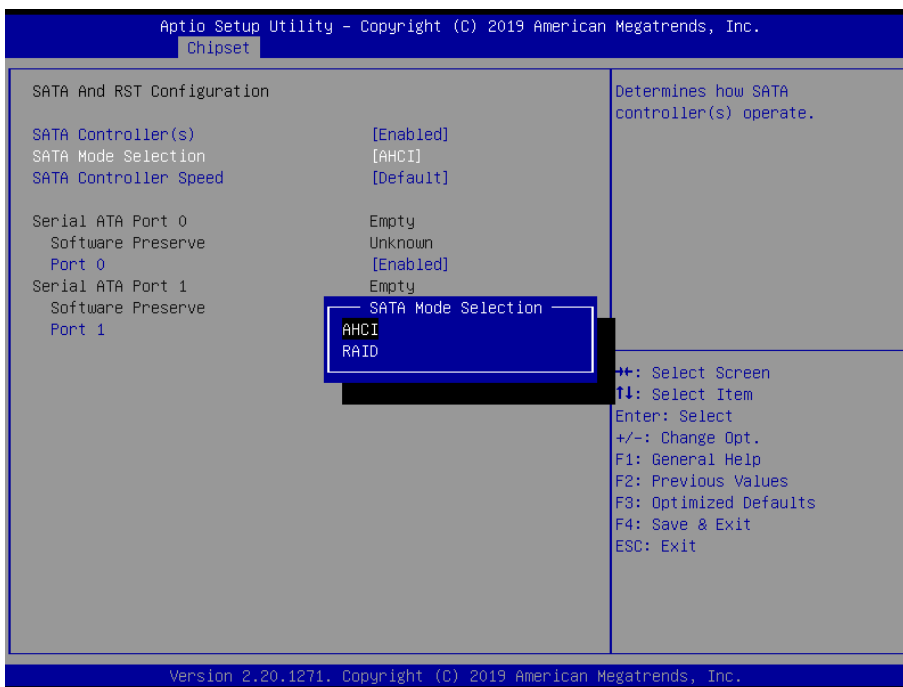 Aptio Setup Utility – Copyright (C) 2019 American Megatrends, Inc.
Chipset
SATA And RST Configuration
SATA Controller(s) [Enabled]
SATA Mode Selection [AHCI]
SATA Controller Speed [Default]
Serial ATA Port 0 Empty
Software Preserve Unknown
Port 0 [Enabled]
Serial ATA Port 1 Empty
Software Preserve
Port 1
SATA Mode Selection
AHCI
RAID
Determines how SATA
controller(s) operate.
→←: Select Screen
↑↓: Select Item
Enter: Select
+/-: Change Opt.
F1: General Help
F2: Previous Values
F3: Optimized Defaults
F4: Save & Exit
ESC: Exit
Version 2.20.1271. Copyright (C) 2019 American Megatrends, Inc.